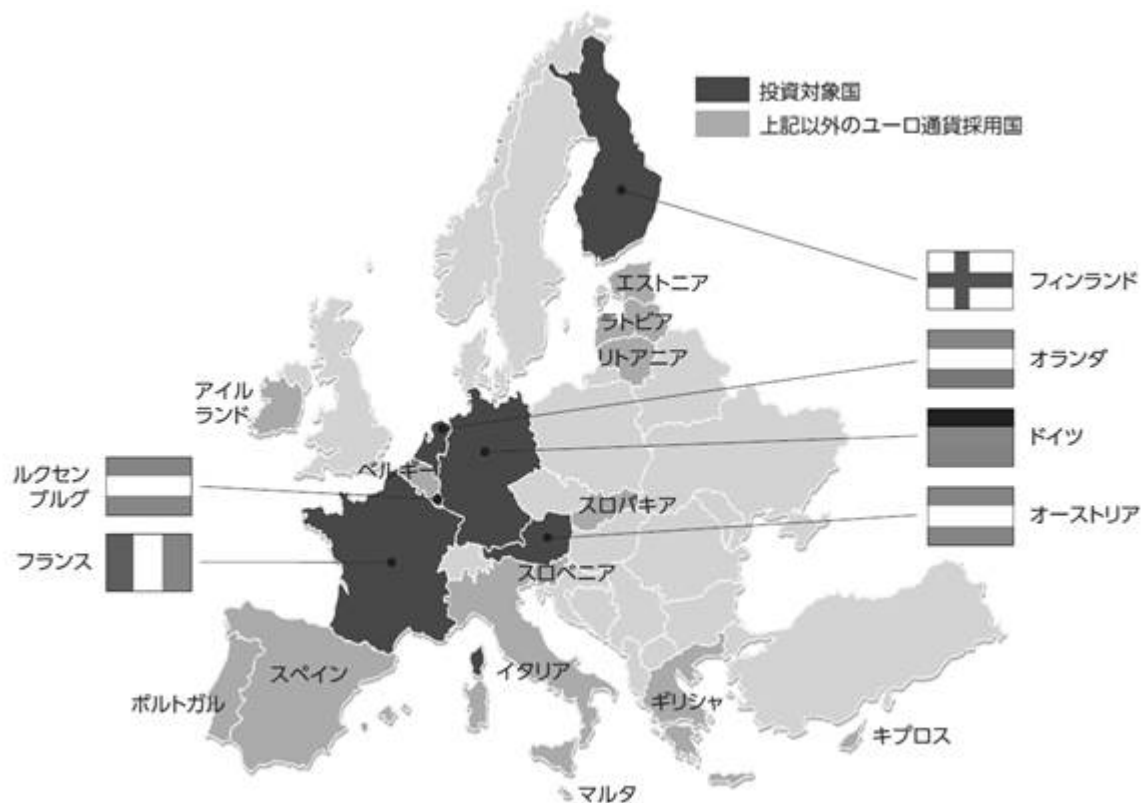 投資対象国
上記以外のユーロ通貨採用国
フィンランド
エストニア
ラトビア
リトアニア
オランダ
アイル
ランド
ドイツ
ベルギー
ルクセン
ブルグ
スロバキア
オーストリア
フランス
スロベニア
スペイン
イタリア
ポルトガル
ギリシャ
キプロス
マルタ